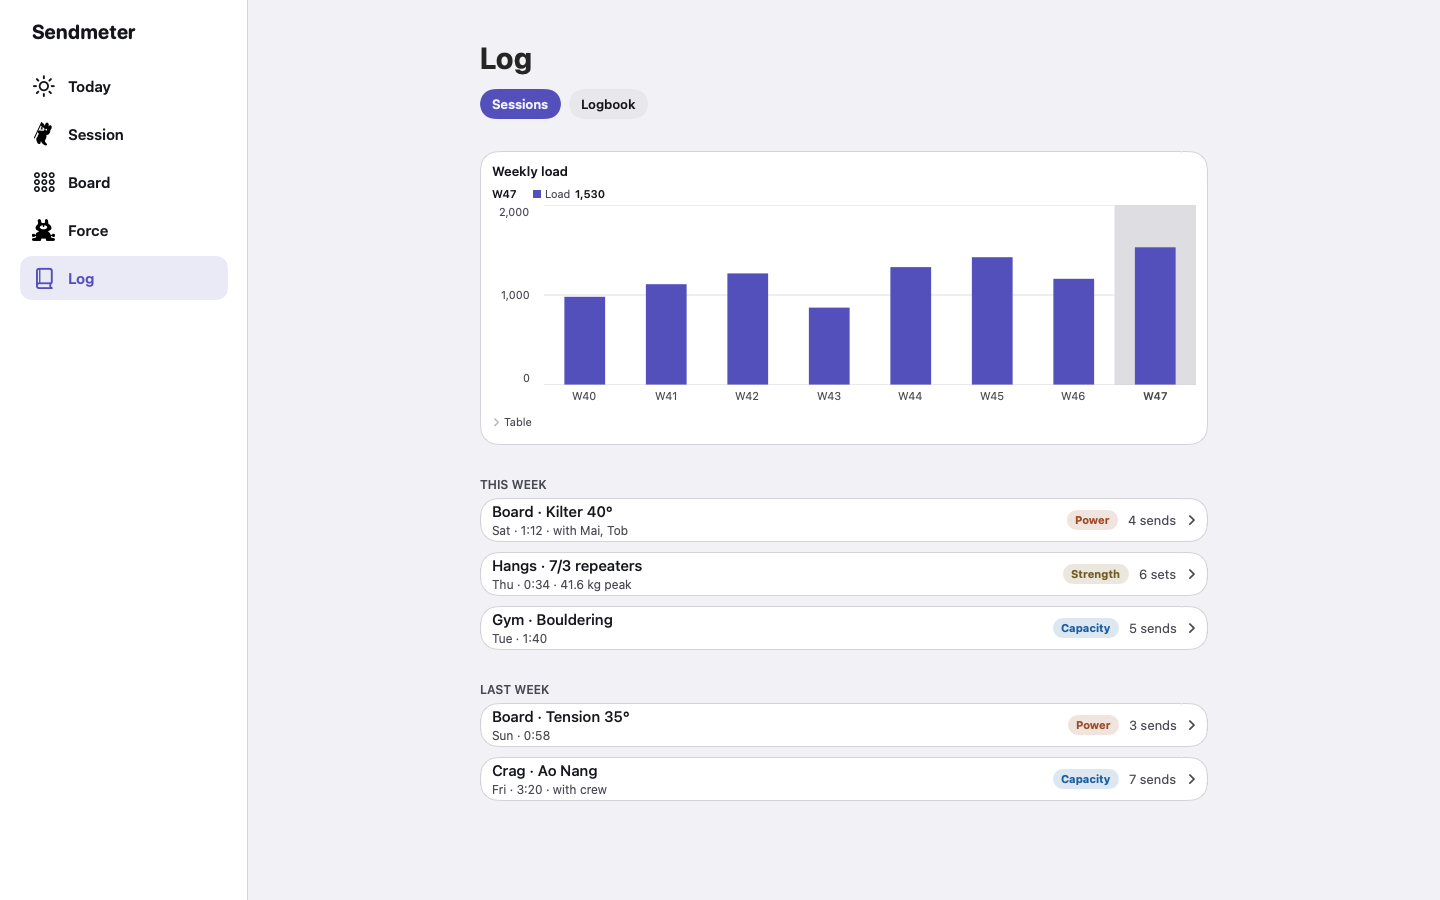 Sendmeter
Today
Session
Board
Force
Log
Log
Sessions
Logbook
Weekly load
W47 Load 1,530
2,000
1,000
0
W40 W41 W42 W43 W44 W45 W46 W47
Table
THIS WEEK
Board · Kilter 40°
Sat · 1:12 · with Mai, Tob
Power 4 sends
Hangs · 7/3 repeaters
Thu · 0:34 · 41.6 kg peak
Strength 6 sets
Gym · Bouldering
Tue · 1:40
Capacity 5 sends
LAST WEEK
Board · Tension 35°
Sun · 0:58
Power 3 sends
Crag · Ao Nang
Fri · 3:20 · with crew
Capacity 7 sends